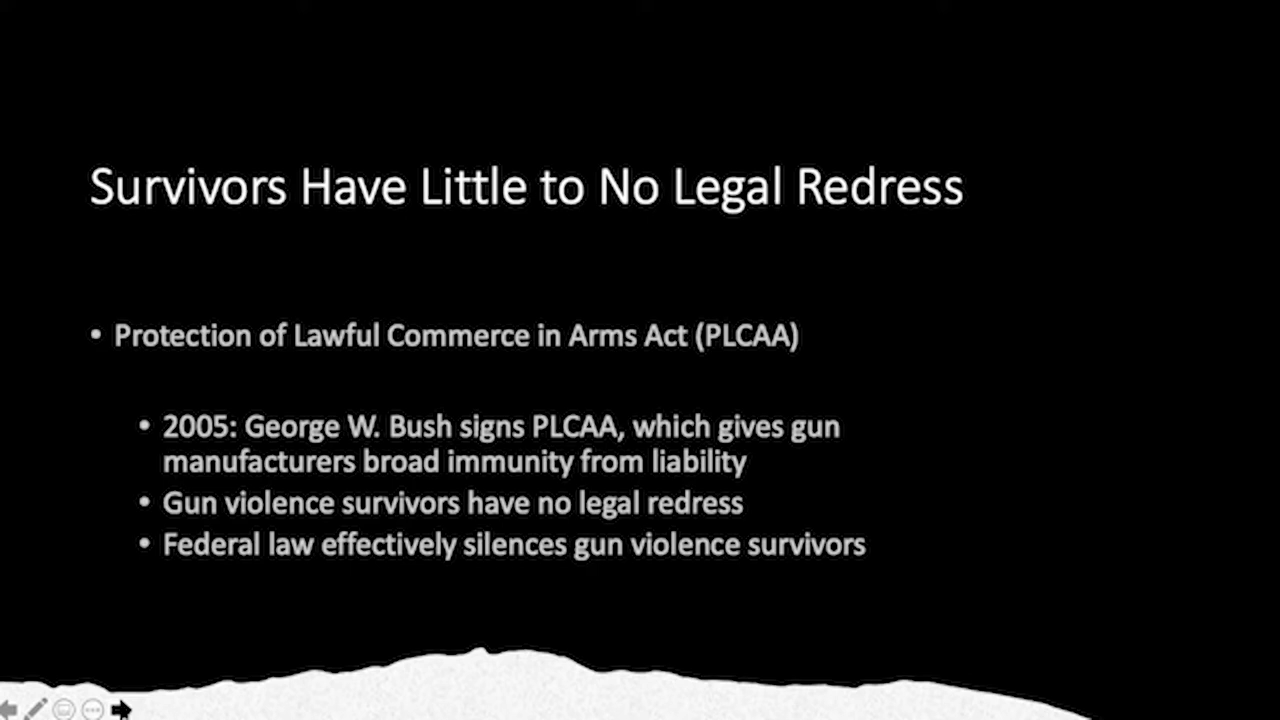 Survivors Have Little to No Legal Redress
• Protection of Lawful Commerce in Arms Act (PLCAA)
• 2005: George W. Bush signs PLCAA, which gives gun
manufacturers broad immunity from liability
• Gun violence survivors have no legal redress
• Federal law effectively silences gun violence survivors